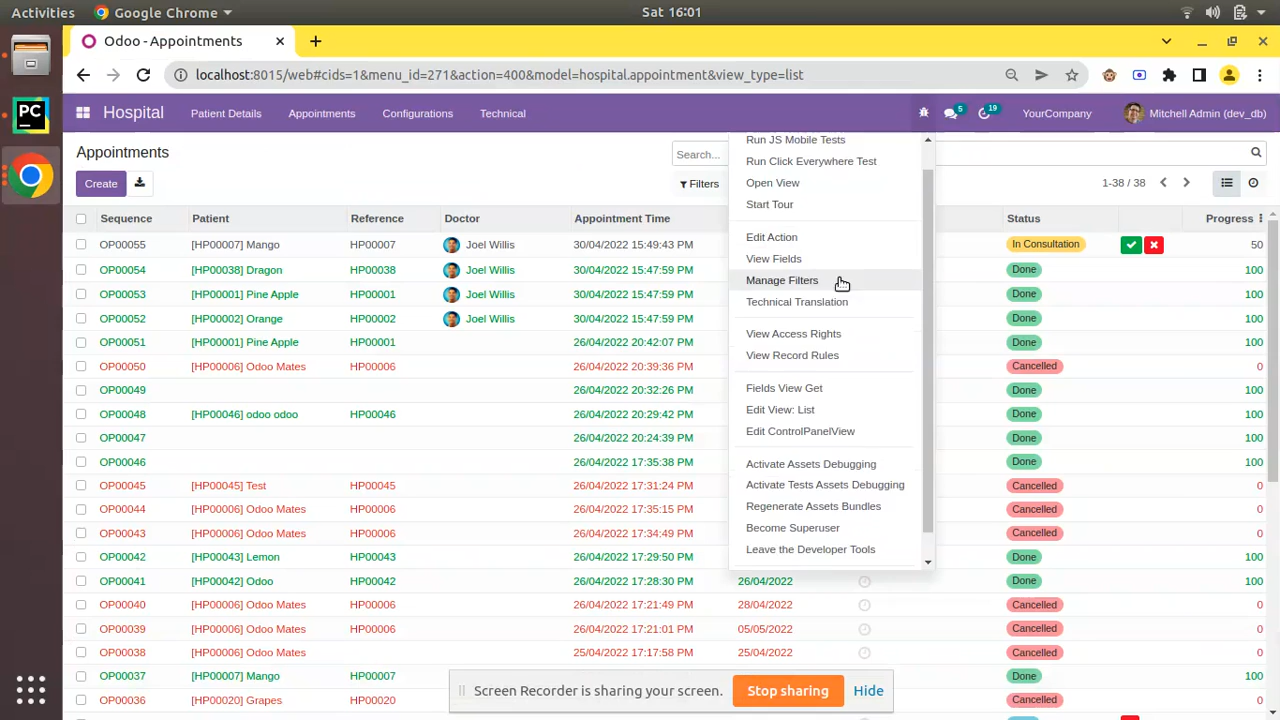 Activities Google Chrome Sat 16:01
Odoo - Appointments
localhost:8015/web#cids=1&menu_id=271&action=400&model=hospital.appointment&view_type=list
PC
Hospital Patient Details Appointments Configurations Technical 5 19 YourCompany Mitchell Admin (dev_db)
Appointments
Search...
Create Filters 1-38 / 38
Run JS Mobile Tests
Run Click Everywhere Test
Open View
Start Tour
Edit Action
View Fields
Manage Filters
Technical Translation
View Access Rights
View Record Rules
Fields View Get
Edit View: List
Edit ControlPanelView
Activate Assets Debugging
Activate Tests Assets Debugging
Regenerate Assets Bundles
Become Superuser
Leave the Developer Tools
Sequence Patient Reference Doctor Appointment Time Status Progress
OP00055 [HP00007] Mango HP00007 Joel Willis 30/04/2022 15:49:43 PM In Consultation 50
OP00054 [HP00038] Dragon HP00038 Joel Willis 30/04/2022 15:47:59 PM Done 100
OP00053 [HP00001] Pine Apple HP00001 Joel Willis 30/04/2022 15:47:59 PM Done 100
OP00052 [HP00002] Orange HP00002 Joel Willis 30/04/2022 15:47:59 PM Done 100
OP00051 [HP00001] Pine Apple HP00001 26/04/2022 20:42:07 PM Done 100
OP00050 [HP00006] Odoo Mates HP00006 26/04/2022 20:39:36 PM Cancelled 0
OP00049 26/04/2022 20:32:26 PM Done 100
OP00048 [HP00046] odoo odoo HP00046 26/04/2022 20:29:42 PM Done 100
OP00047 26/04/2022 20:24:39 PM Done 100
OP00046 26/04/2022 17:35:38 PM Done 100
OP00045 [HP00045] Test HP00045 26/04/2022 17:31:24 PM Cancelled 0
OP00044 [HP00006] Odoo Mates HP00006 26/04/2022 17:35:15 PM Cancelled 0
OP00043 [HP00006] Odoo Mates HP00006 26/04/2022 17:34:49 PM Cancelled 0
OP00042 [HP00043] Lemon HP00043 26/04/2022 17:29:50 PM Done 100
OP00041 [HP00042] Odoo HP00042 26/04/2022 17:28:30 PM 26/04/2022 Done 100
OP00040 [HP00006] Odoo Mates HP00006 26/04/2022 17:21:49 PM 28/04/2022 Cancelled 0
OP00039 [HP00006] Odoo Mates HP00006 26/04/2022 17:21:01 PM 05/05/2022 Cancelled 0
OP00038 [HP00006] Odoo Mates 25/04/2022 17:17:58 PM 25/04/2022 Cancelled 0
OP00037 [HP00007] Mango HP00007 Done 100
OP00036 [HP00020] Grapes HP00020 Cancelled 0
Screen Recorder is sharing your screen. Stop sharing Hide